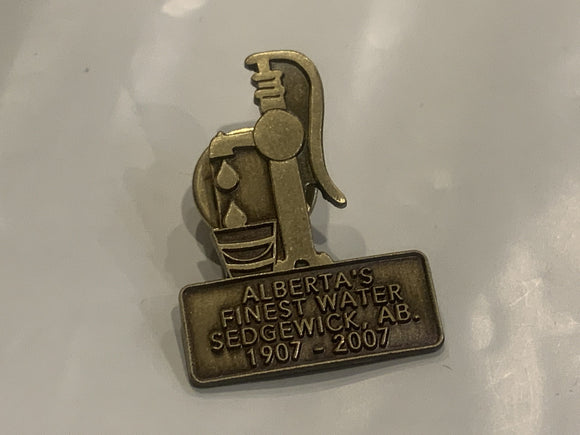 ALBERTA'S
FINEST WATER
SEDGEWICK, AB.
1907 - 2007